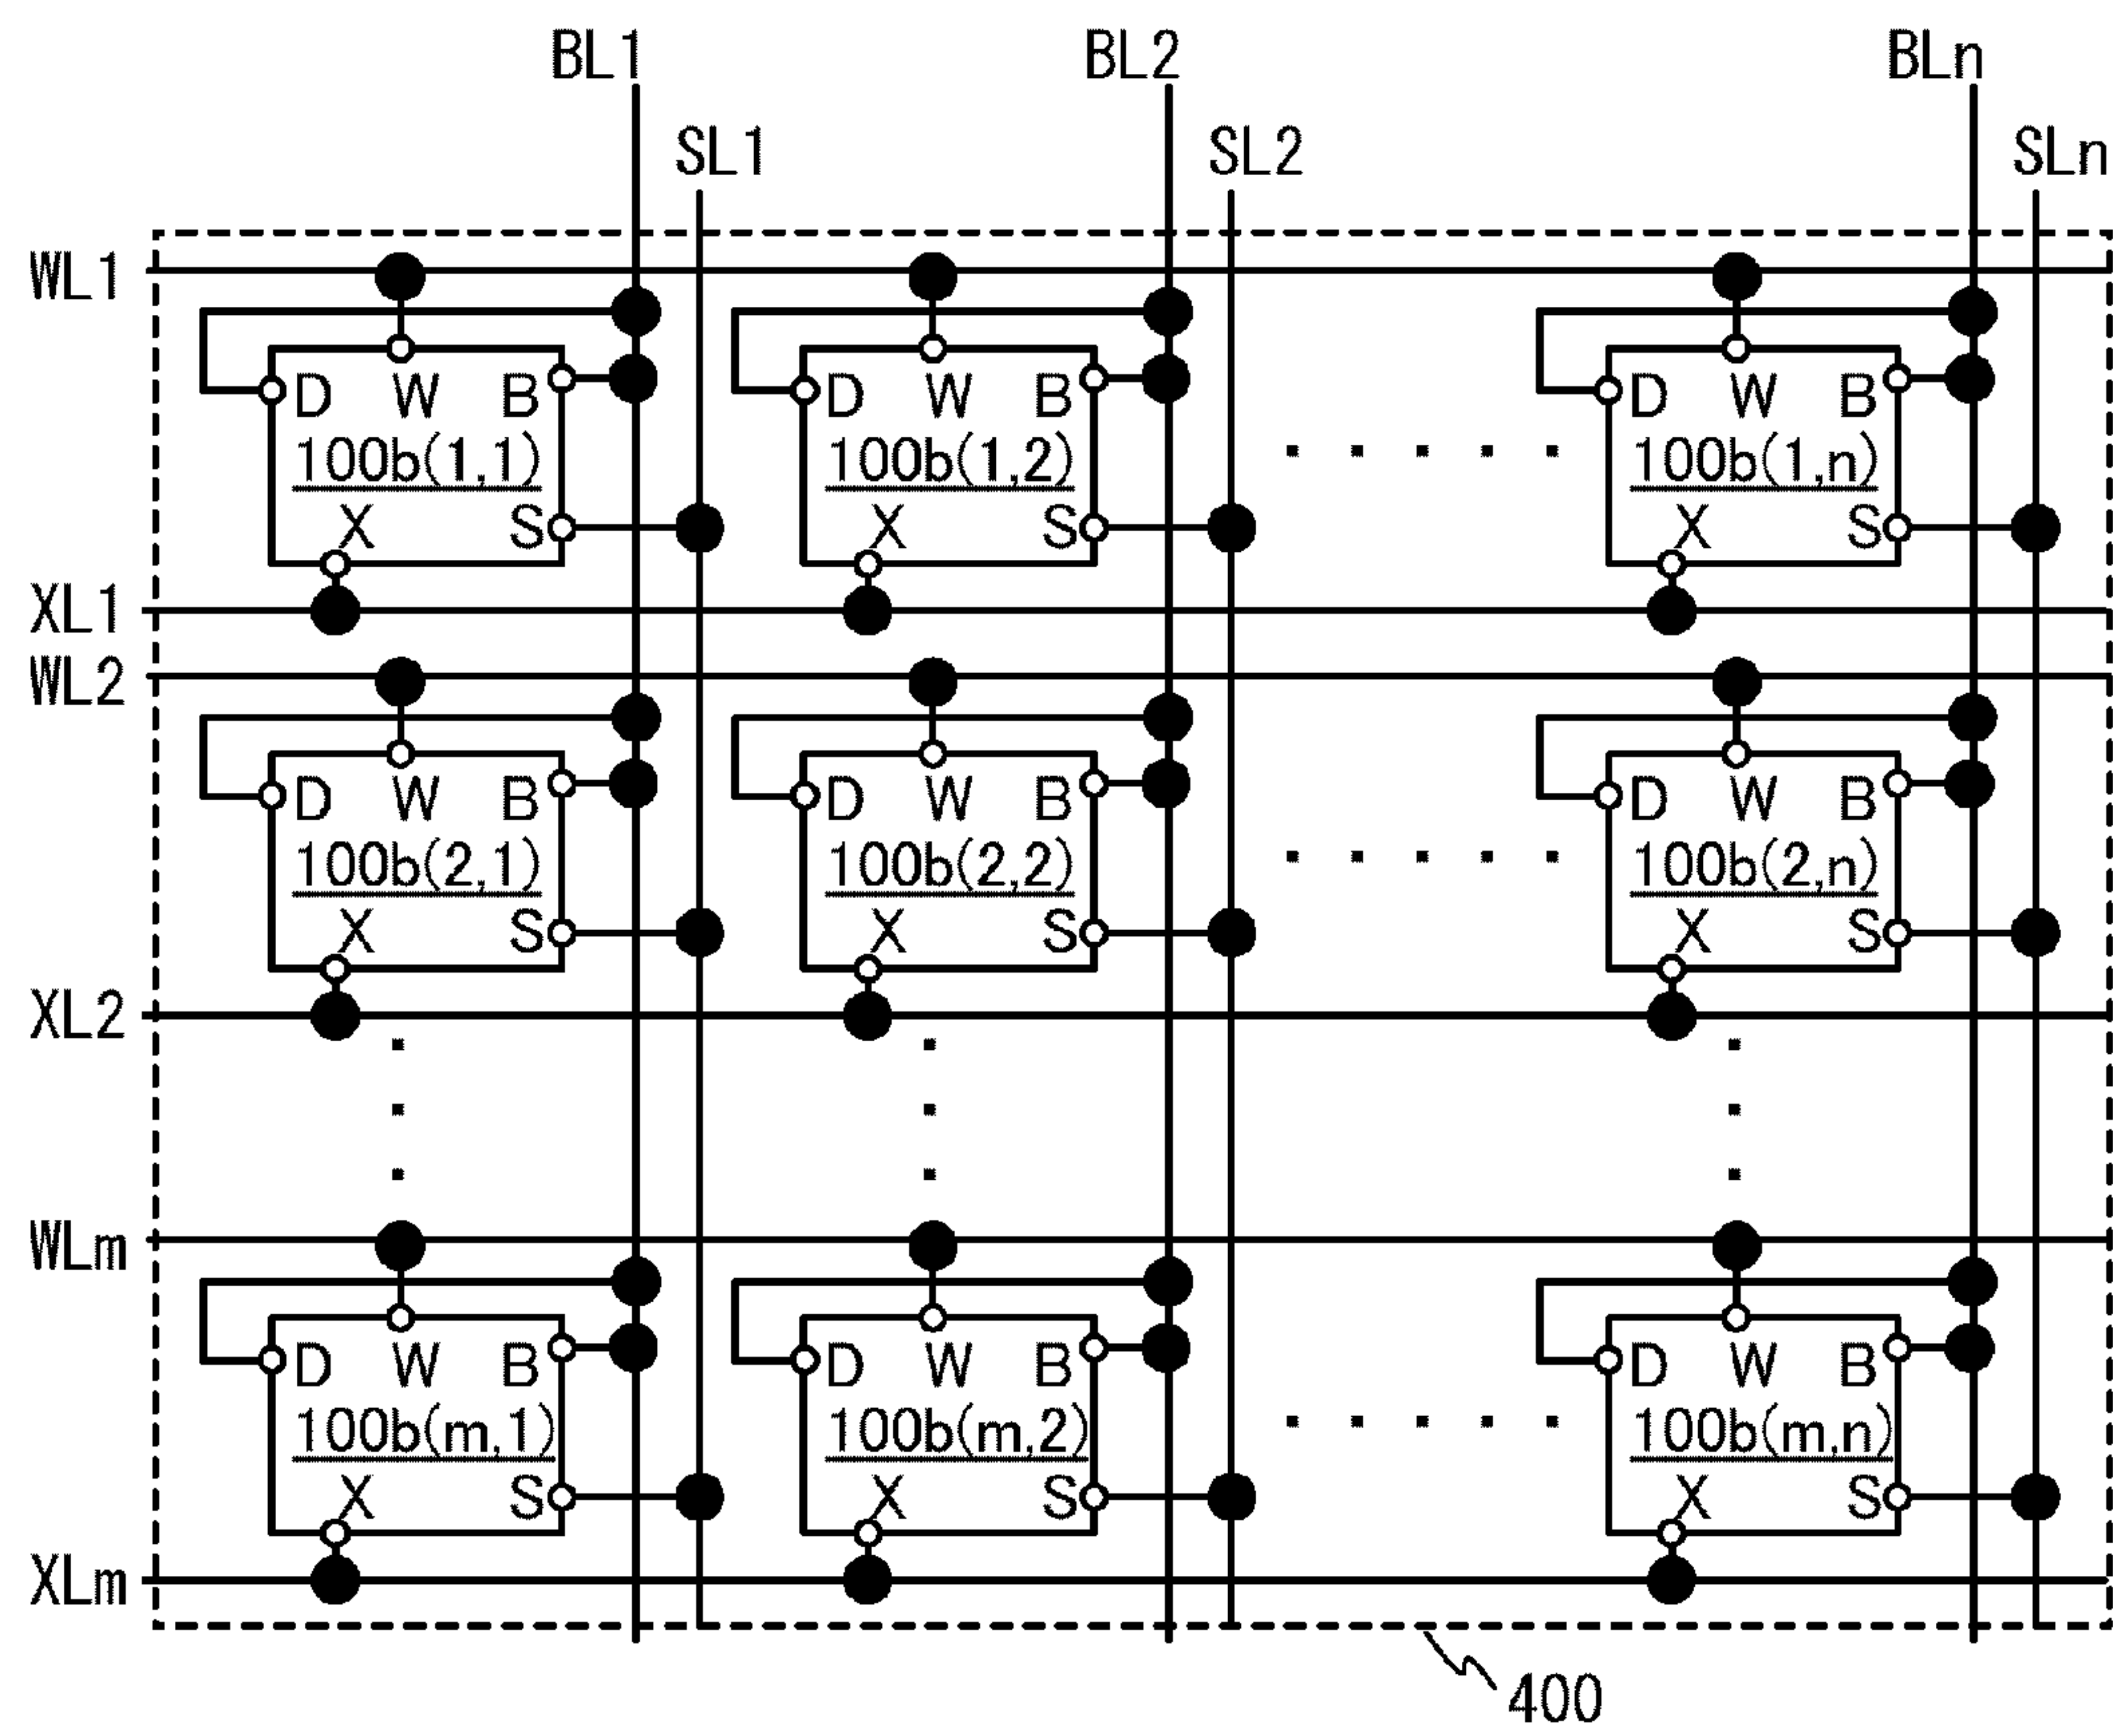 BL1 BL2 BLn
SL1 SL2 SLn
WL1
D W B D W B D W B
100b(1,1) 100b(1,2) · · · · · 100b(1,n)
X S X S X S
XL1
WL2
D W B D W B D W B
100b(2,1) 100b(2,2) · · · · · 100b(2,n)
X S X S X S
XL2
WLm
D W B D W B D W B
100b(m,1) 100b(m,2) · · · · · 100b(m,n)
X S X S X S
XLm
400